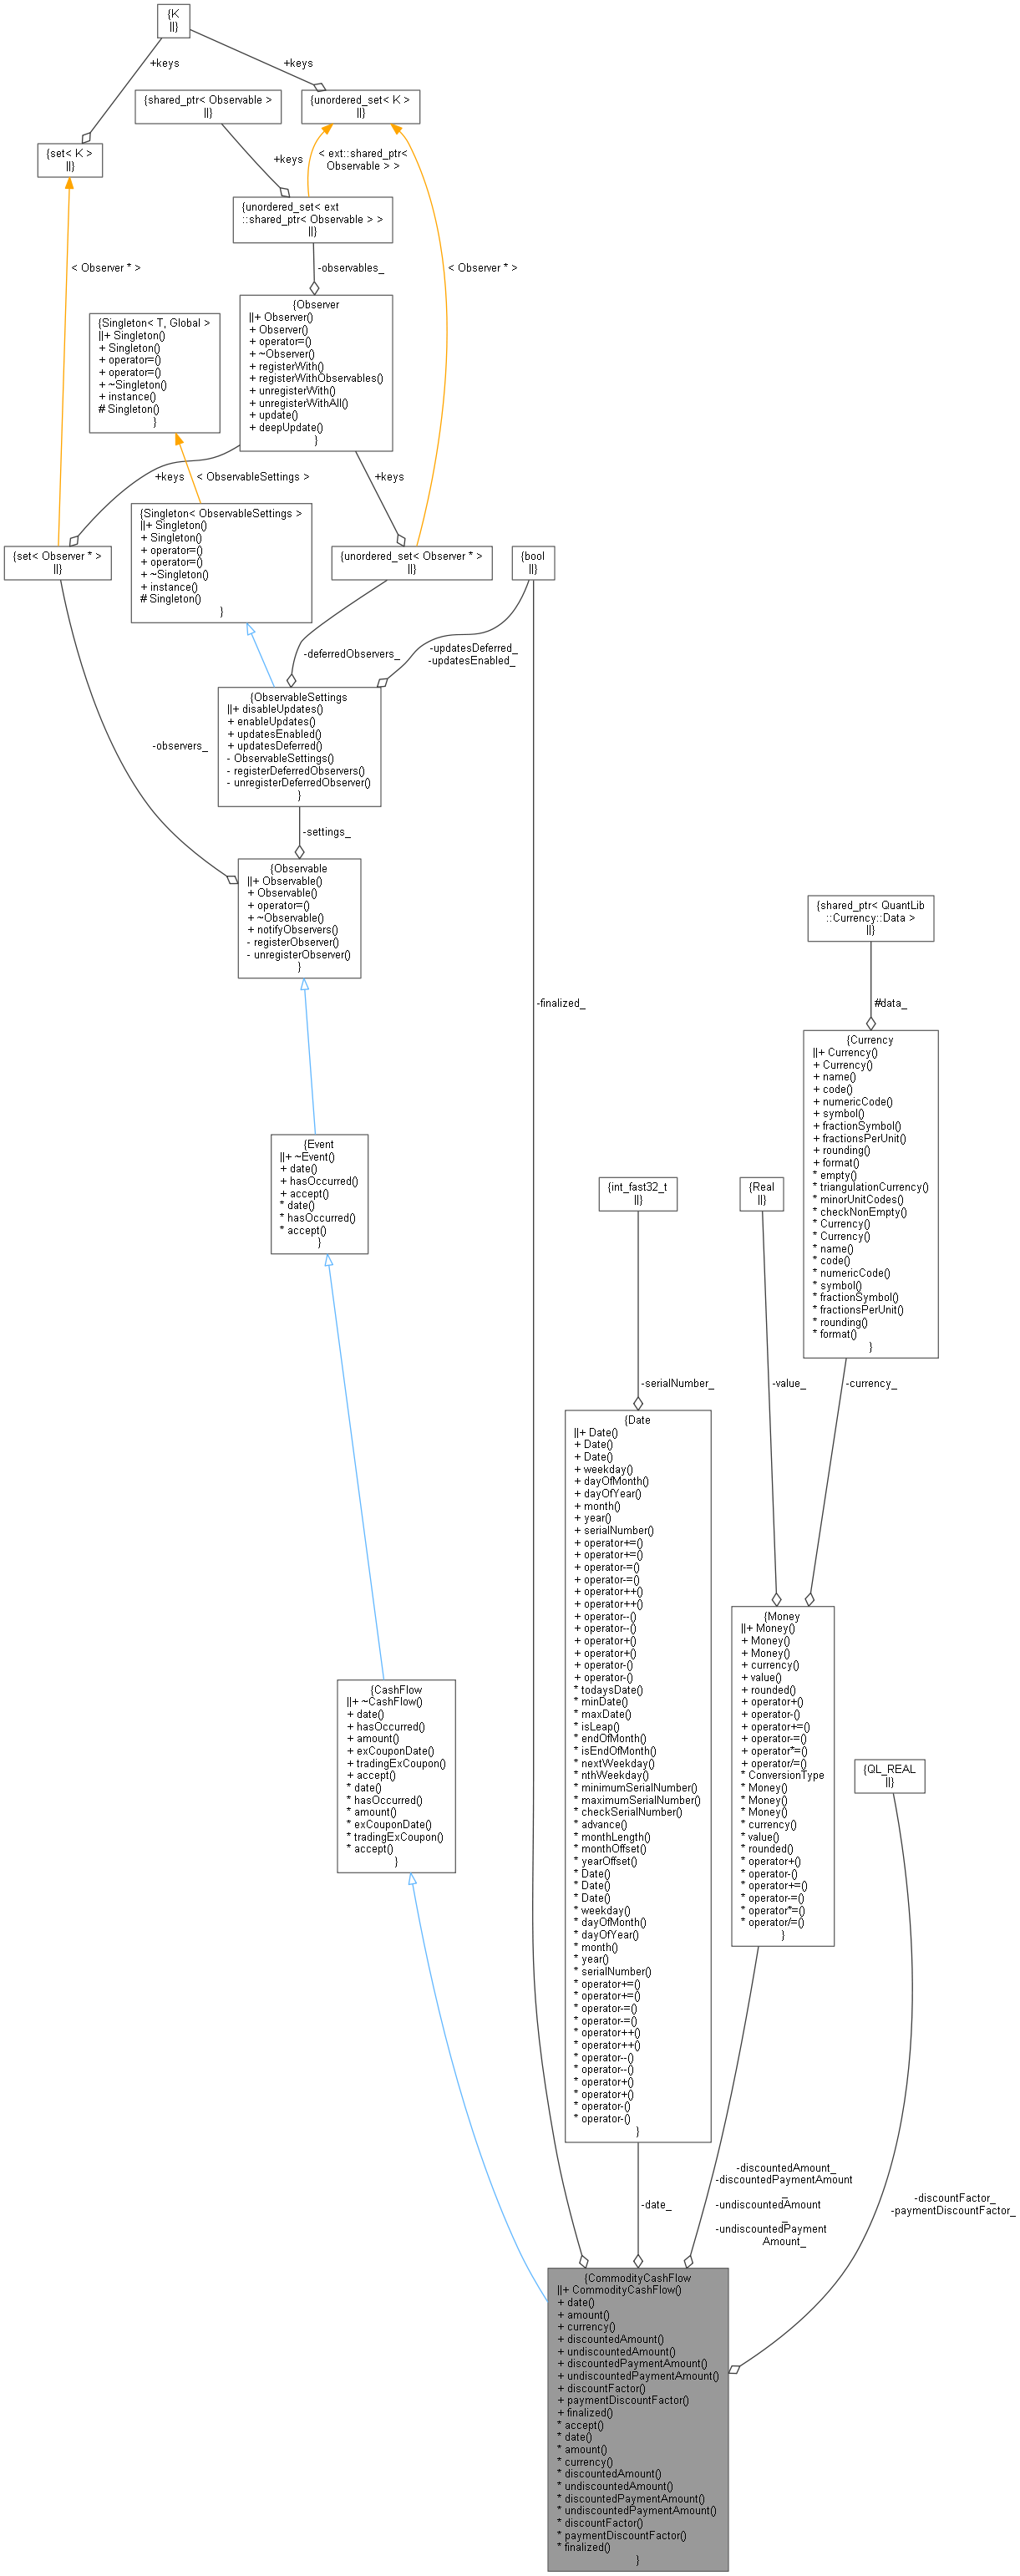 {K
||}
+keys
+keys
{shared_ptr< Observable >
||}
{unordered_set< K >
||}
{set< K >
||}
+keys
< ext::shared_ptr<
Observable > >
{unordered_set< ext
::shared_ptr< Observable > >
||}
< Observer * >
-observables_
< Observer * >
{Observer
||+ Observer()
+ Observer()
+ operator=()
+ ~Observer()
+ registerWith()
+ registerWithObservables()
+ unregisterWith()
+ unregisterWithAll()
+ update()
+ deepUpdate()
}
{Singleton< T, Global >
||+ Singleton()
+ Singleton()
+ operator=()
+ operator=()
+ ~Singleton()
+ instance()
# Singleton()
}
+keys
< ObservableSettings >
+keys
{Singleton< ObservableSettings >
||+ Singleton()
+ Singleton()
+ operator=()
+ operator=()
+ ~Singleton()
+ instance()
# Singleton()
}
{set< Observer * >
||}
{unordered_set< Observer * >
||}
{bool
||}
-deferredObservers_
-updatesDeferred_
-updatesEnabled_
{ObservableSettings
||+ disableUpdates()
+ enableUpdates()
+ updatesEnabled()
+ updatesDeferred()
- ObservableSettings()
- registerDeferredObservers()
- unregisterDeferredObserver()
}
-observers_
-settings_
{Observable
||+ Observable()
+ Observable()
+ operator=()
+ ~Observable()
+ notifyObservers()
- registerObserver()
- unregisterObserver()
}
{shared_ptr< QuantLib
::Currency::Data >
||}
-finalized_
#data_
{Currency
||+ Currency()
+ Currency()
+ name()
+ code()
+ numericCode()
+ symbol()
+ fractionSymbol()
+ fractionsPerUnit()
+ rounding()
+ format()
* empty()
* triangulationCurrency()
* minorUnitCodes()
* checkNonEmpty()
* Currency()
* Currency()
* name()
* code()
* numericCode()
* symbol()
* fractionSymbol()
* fractionsPerUnit()
* rounding()
* format()
}
{Event
||+ ~Event()
+ date()
+ hasOccurred()
+ accept()
* date()
* hasOccurred()
* accept()
}
{int_fast32_t
||}
{Real
||}
-serialNumber_
-value_
-currency_
{Date
||+ Date()
+ Date()
+ Date()
+ weekday()
+ dayOfMonth()
+ dayOfYear()
+ month()
+ year()
+ serialNumber()
+ operator+=()
+ operator+=()
+ operator-=()
+ operator-=()
+ operator++()
+ operator++()
+ operator--()
+ operator--()
+ operator+()
+ operator+()
+ operator-()
+ operator-()
* todaysDate()
* minDate()
* maxDate()
* isLeap()
* endOfMonth()
* isEndOfMonth()
* nextWeekday()
* nthWeekday()
* minimumSerialNumber()
* maximumSerialNumber()
* checkSerialNumber()
* advance()
* monthLength()
* monthOffset()
* yearOffset()
* Date()
* Date()
* Date()
* weekday()
* dayOfMonth()
* dayOfYear()
* month()
* year()
* serialNumber()
* operator+=()
* operator+=()
* operator-=()
* operator-=()
* operator++()
* operator++()
* operator--()
* operator--()
* operator+()
* operator+()
* operator-()
* operator-()
}
{Money
||+ Money()
+ Money()
+ Money()
+ currency()
+ value()
+ rounded()
+ operator+()
+ operator-()
+ operator+=()
+ operator-=()
+ operator*=()
+ operator/=()
* ConversionType
* Money()
* Money()
* Money()
* currency()
* value()
* rounded()
* operator+()
* operator-()
* operator+=()
* operator-=()
* operator*=()
* operator/=()
}
{CashFlow
||+ ~CashFlow()
+ date()
+ hasOccurred()
+ amount()
+ exCouponDate()
+ tradingExCoupon()
+ accept()
* date()
* hasOccurred()
* amount()
* exCouponDate()
* tradingExCoupon()
* accept()
}
{QL_REAL
||}
-date_
-discountedAmount_
-discountedPaymentAmount
_
-undiscountedAmount
_
-undiscountedPayment
Amount_
-discountFactor_
-paymentDiscountFactor_
{CommodityCashFlow
||+ CommodityCashFlow()
+ date()
+ amount()
+ currency()
+ discountedAmount()
+ undiscountedAmount()
+ discountedPaymentAmount()
+ undiscountedPaymentAmount()
+ discountFactor()
+ paymentDiscountFactor()
+ finalized()
* accept()
* date()
* amount()
* currency()
* discountedAmount()
* undiscountedAmount()
* discountedPaymentAmount()
* undiscountedPaymentAmount()
* discountFactor()
* paymentDiscountFactor()
* finalized()
}